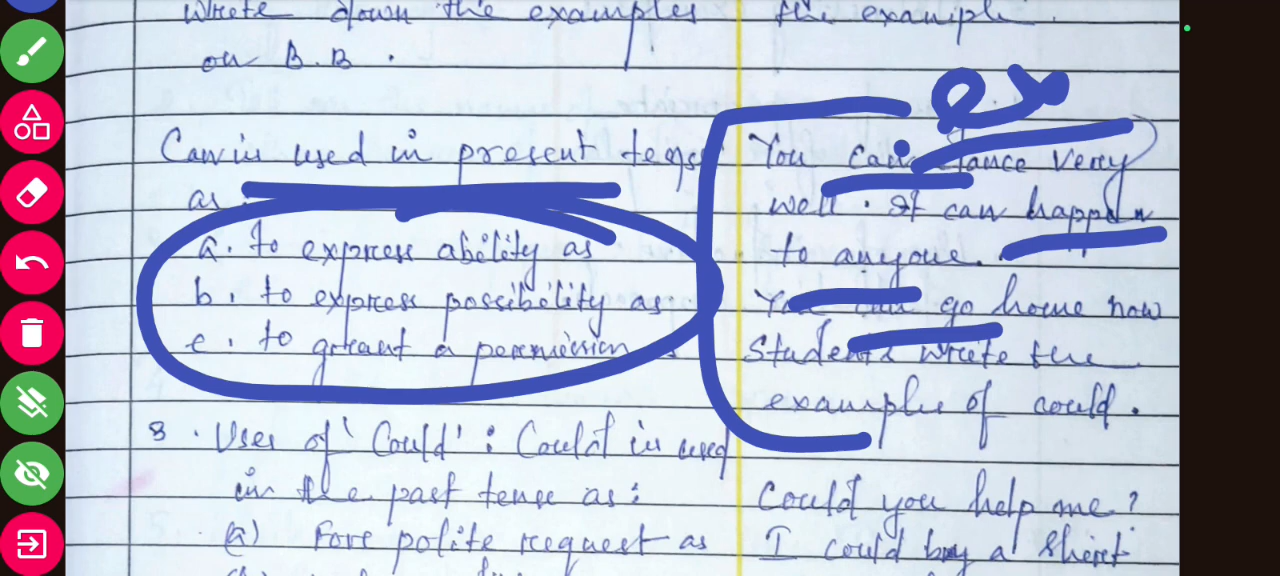 Write down the examples
on B.B.
Can is used in present tense
as
a. to express ability as
b. to express possibility as
c. to grant a permission
8. Uses of 'Could' : Could is used
in the past tense as:
(a) For polite request as
the example.
ex
You can dance very
well. It can happen
to anyone.
You can go home now
Students write the
examples of could.
Could you help me?
I could buy a shirt